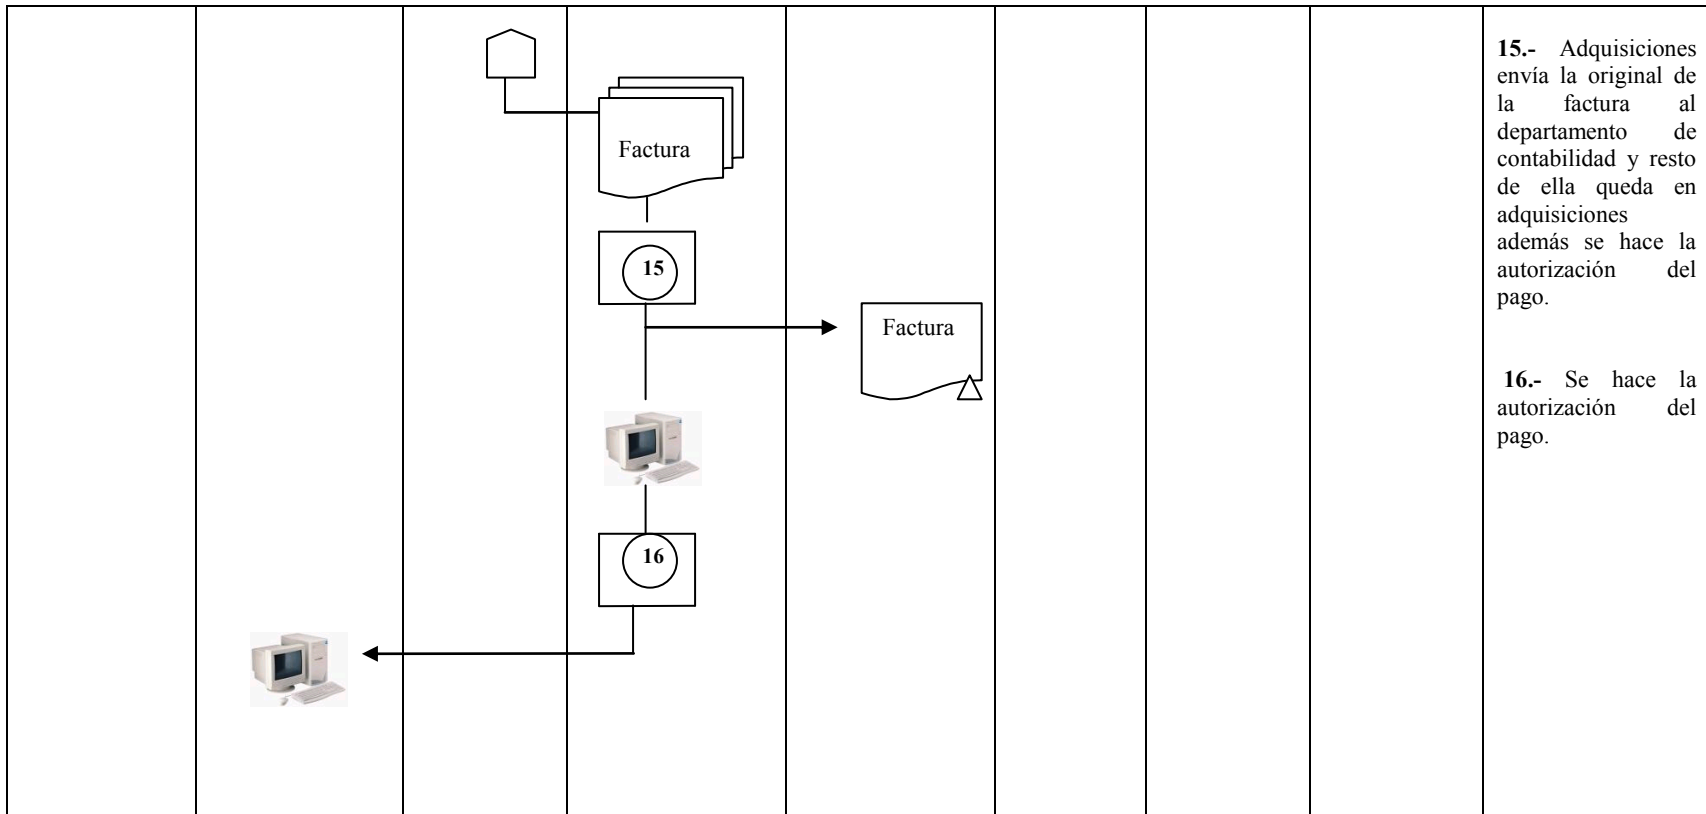 Factura
15
Factura
16
15.- Adquisiciones
envía la original de
la factura al
departamento de
contabilidad y resto
de ella queda en
adquisiciones
además se hace la
autorización del
pago.
16.- Se hace la
autorización del
pago.